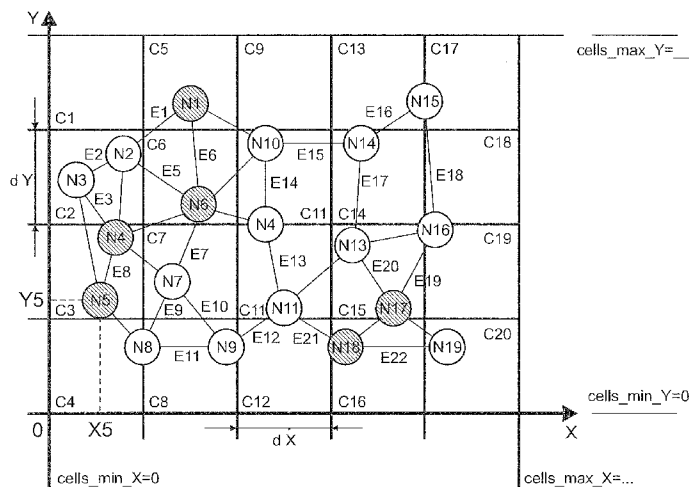 Y
C5 C9 C13 C17
cells_max_Y=__
N1 N15
E1 E16
C1
N2 C6 N10 N14 C18
E2 E6 E15
N3 E5 E17
d Y E3 E14 E18
N6
C2 C11 C14
N4 C7 N4 N16 C19
E7 N13
E8 E13 E20
N7 E19
Y5 N5 E9 E10 N11 N17
C3 C11 C15 C20
E12 E21
N8 E11 N9 N18 E22 N19
cells_min_Y=0
C4 C8 C12 C16
0 X5 d X X
cells_min_X=0 cells_max_X=...